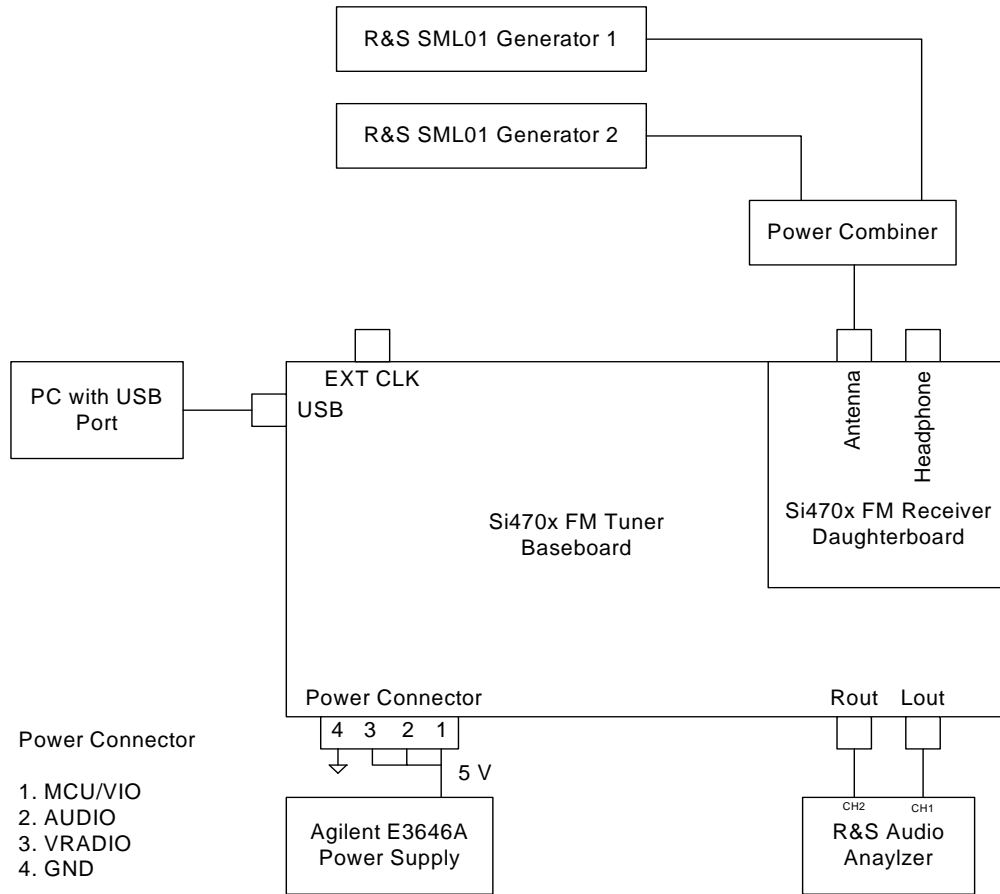 R&S SML01 Generator 1
R&S SML01 Generator 2
Power Combiner
PC with USB
Port
EXT CLK
USB
Antenna
Headphone
Si470x FM Tuner
Baseboard
Si470x FM Receiver
Daughterboard
Power Connector
4 3 2 1
Rout
Lout
5 V
Power Connector
1. MCU/VIO
2. AUDIO
3. VRADIO
4. GND
Agilent E3646A
Power Supply
CH2
CH1
R&S Audio
Anaylzer